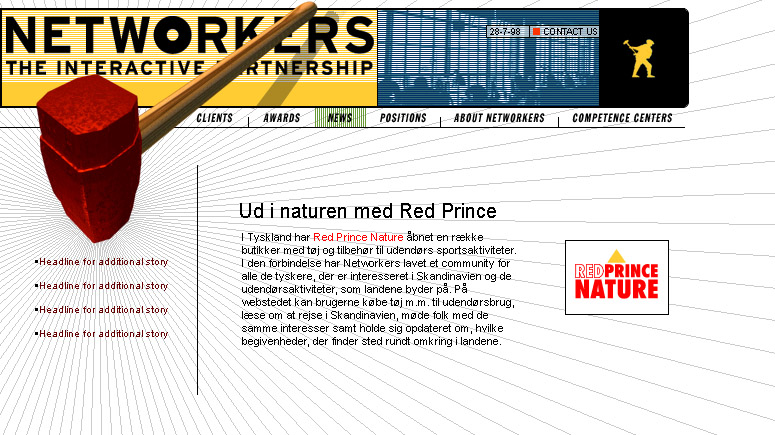 NETWORKERS
THE INTERACTIVE PARTNERSHIP
28-7-98
CONTACT US
CLIENTS
AWARDS
NEWS
POSITIONS
ABOUT NETWORKERS
COMPETENCE CENTERS
•Headline for additional story
•Headline for additional story
•Headline for additional story
•Headline for additional story
Ud i naturen med Red Prince
I Tyskland har Red Prince Nature åbnet en række
butikker med tøj og tilbehør til udendørs sportsaktiviteter.
I den forbindelse har Networkers lavet et community for
alle de tyskere, der er interesseret i Skandinavien og de
udendørsaktiviteter, som landene byder på. På
webstedet kan brugerne købe tøj m.m. til udendørsbrug,
læse om at rejse i Skandinavien, møde folk med de
samme interesser samt holde sig opdateret om, hvilke
begivenheder, der finder sted rundt omkring i landene.
REDPRINCE
NATURE